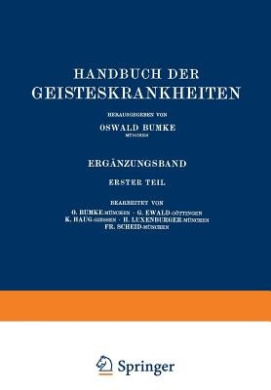 HANDBUCH DER
GEISTESKRANKHEITEN
HERAUSGEGEBEN VON
OSWALD BUMKE
MÜNCHEN
ERGÄNZUNGSBAND
ERSTER TEIL
BEARBEITET VON
O. BUMKE-MÜNCHEN · G. EWALD-GÖTTINGEN
K. HAUG-GIESSEN · H. LUXENBURGER-MÜNCHEN
FR. SCHEID-MÜNCHEN
Springer